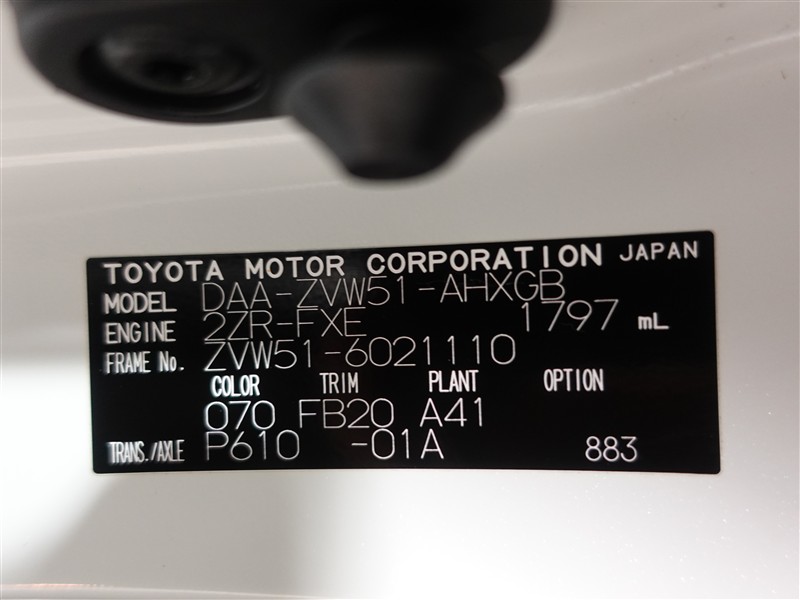 TOYOTA MOTOR CORPORATION JAPAN
MODEL DAA-ZVW51-AHXGB
ENGINE 2ZR-FXE 1797 mL
FRAME No. ZVW51-6021110
COLOR TRIM PLANT OPTION
070 FB20 A41
TRANS./AXLE P610 -01A 883